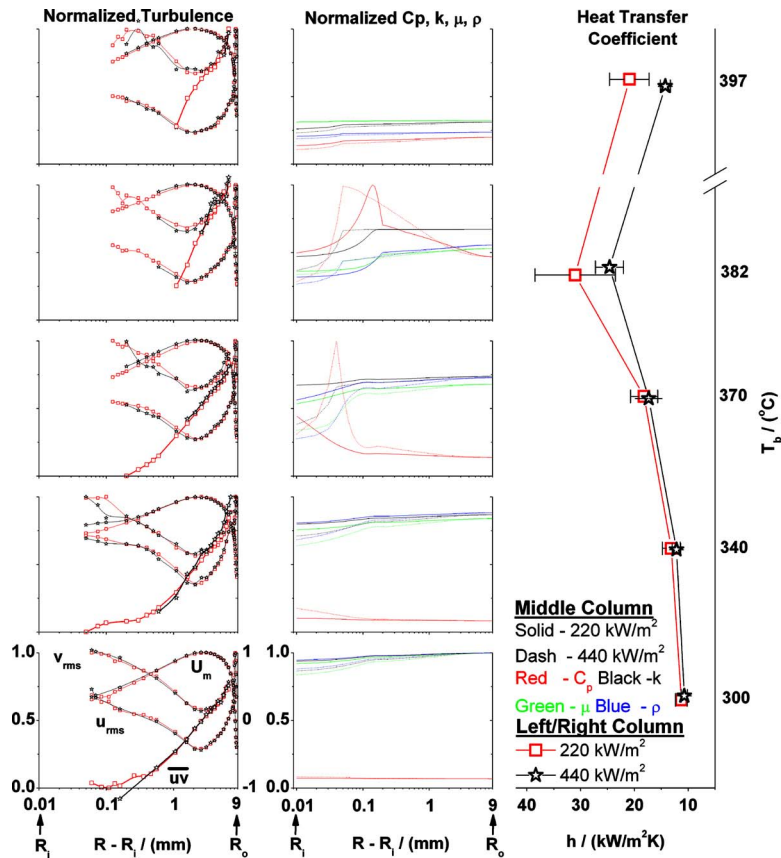 Normalized Turbulence
Normalized Cp, k, μ, ρ
Heat Transfer
Coefficient
397
382
370
340
300
T_b / (°C)
Middle Column
Solid - 220 kW/m²
Dash - 440 kW/m²
Red - C_p Black -k
Green - μ Blue - ρ
Left/Right Column
220 kW/m²
440 kW/m²
1.0
0.5
0.0
v_rms
U_m
u_rms
uv
1
0
-1
1.0
0.5
0.0
0.01 0.1 1 9
R_i R - R_i / (mm) R_o
0.01 0.1 1 9
R_i R - R_i / (mm) R_o
40 30 20 10
h / (kW/m²K)